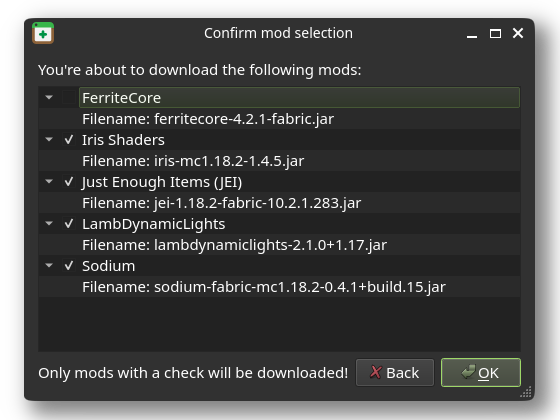 Confirm mod selection
You're about to download the following mods:
FerriteCore
Filename: ferritecore-4.2.1-fabric.jar
Iris Shaders
Filename: iris-mc1.18.2-1.4.5.jar
Just Enough Items (JEI)
Filename: jei-1.18.2-fabric-10.2.1.283.jar
LambDynamicLights
Filename: lambdynamiclights-2.1.0+1.17.jar
Sodium
Filename: sodium-fabric-mc1.18.2-0.4.1+build.15.jar
Only mods with a check will be downloaded! Back OK